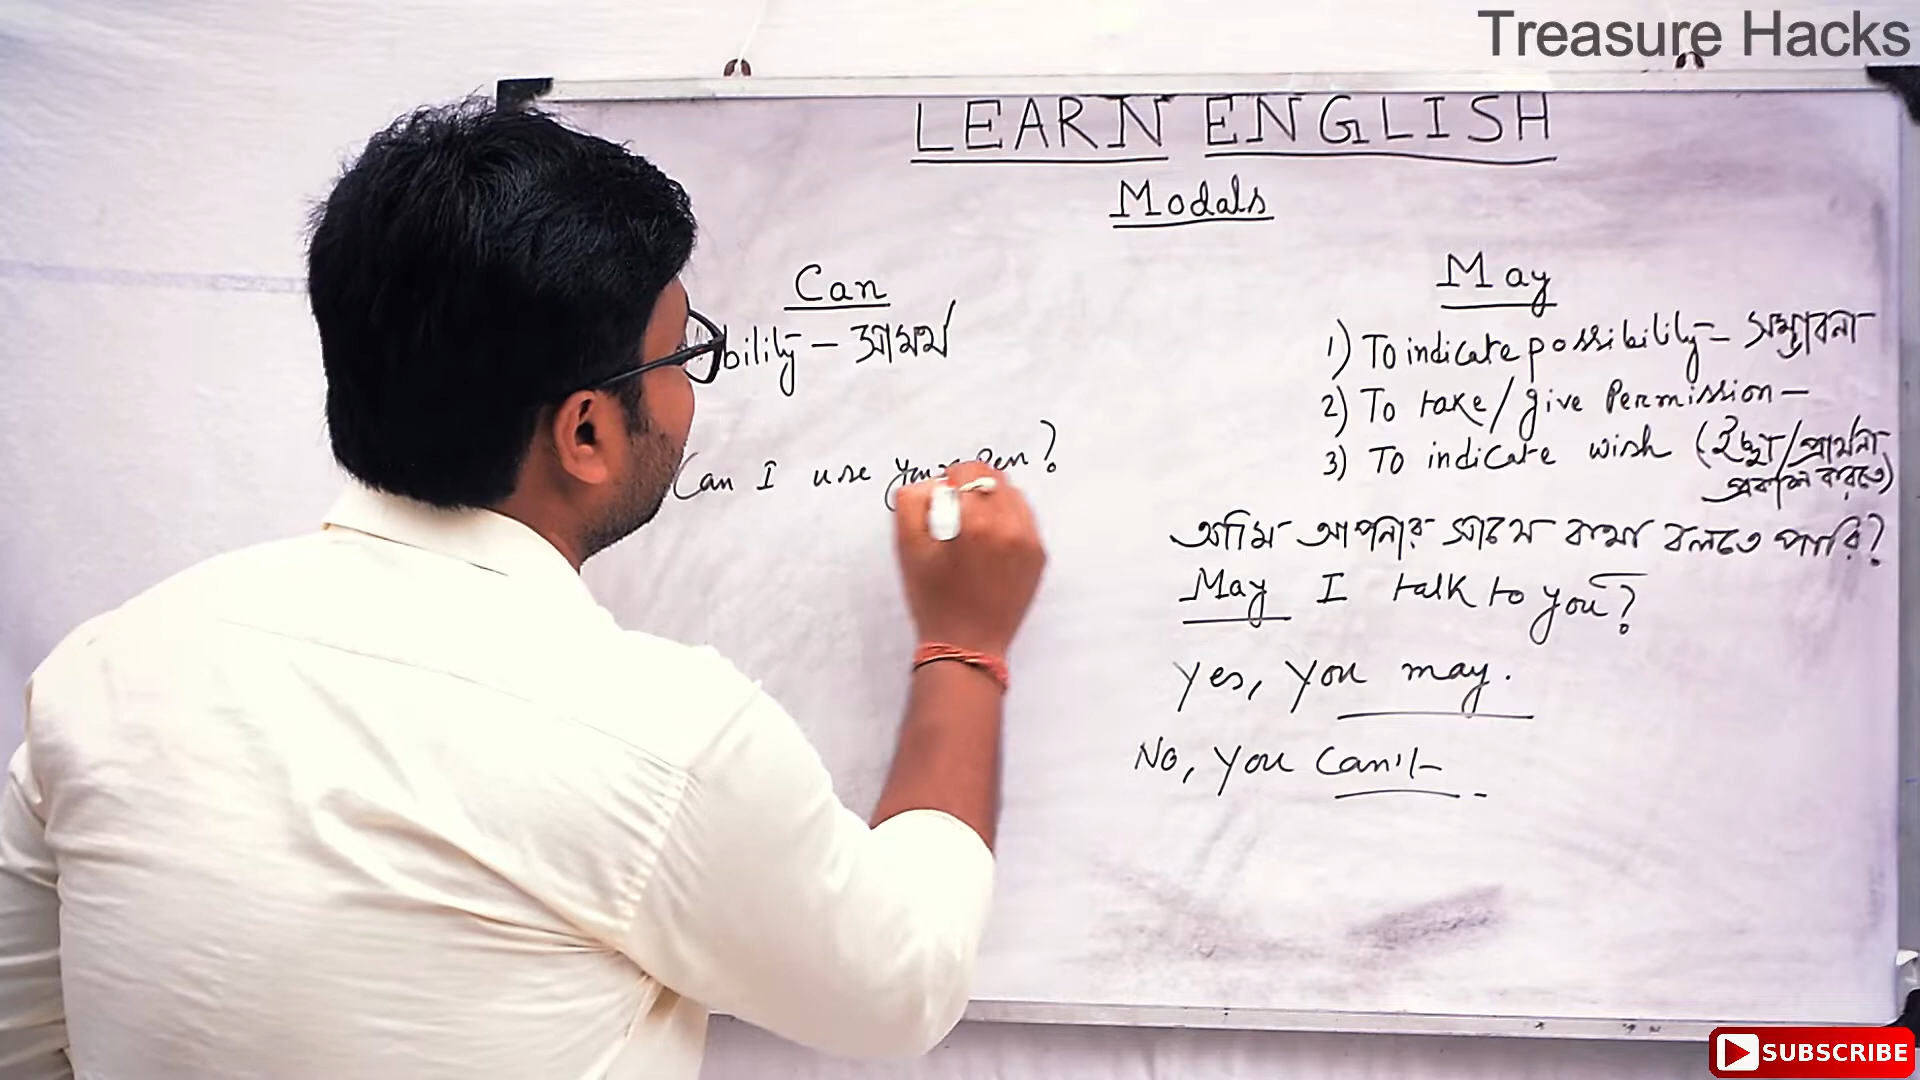 Treasure Hacks
LEARN ENGLISH
Modals
Can
bility – সামর্থ
Can I use your Pen?
May
1) To indicate possibility – সম্ভাবনা
2) To take/give Permission –
3) To indicate wish (ইচ্ছা/প্রার্থনা
প্রকাশ করতে)
আমি আপনার সাথে কথা বলতে পারি?
May I talk to you?
Yes, you may.
No, you can't
SUBSCRIBE